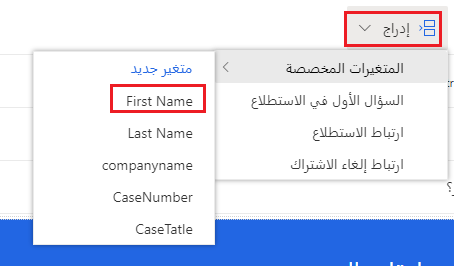 إدراج
المتغيرات المخصصة
السؤال الأول في الاستطلاع
ارتباط الاستطلاع
ارتباط إلغاء الاشتراك
متغير جديد
First Name
Last Name
companyname
CaseNumber
CaseTatle